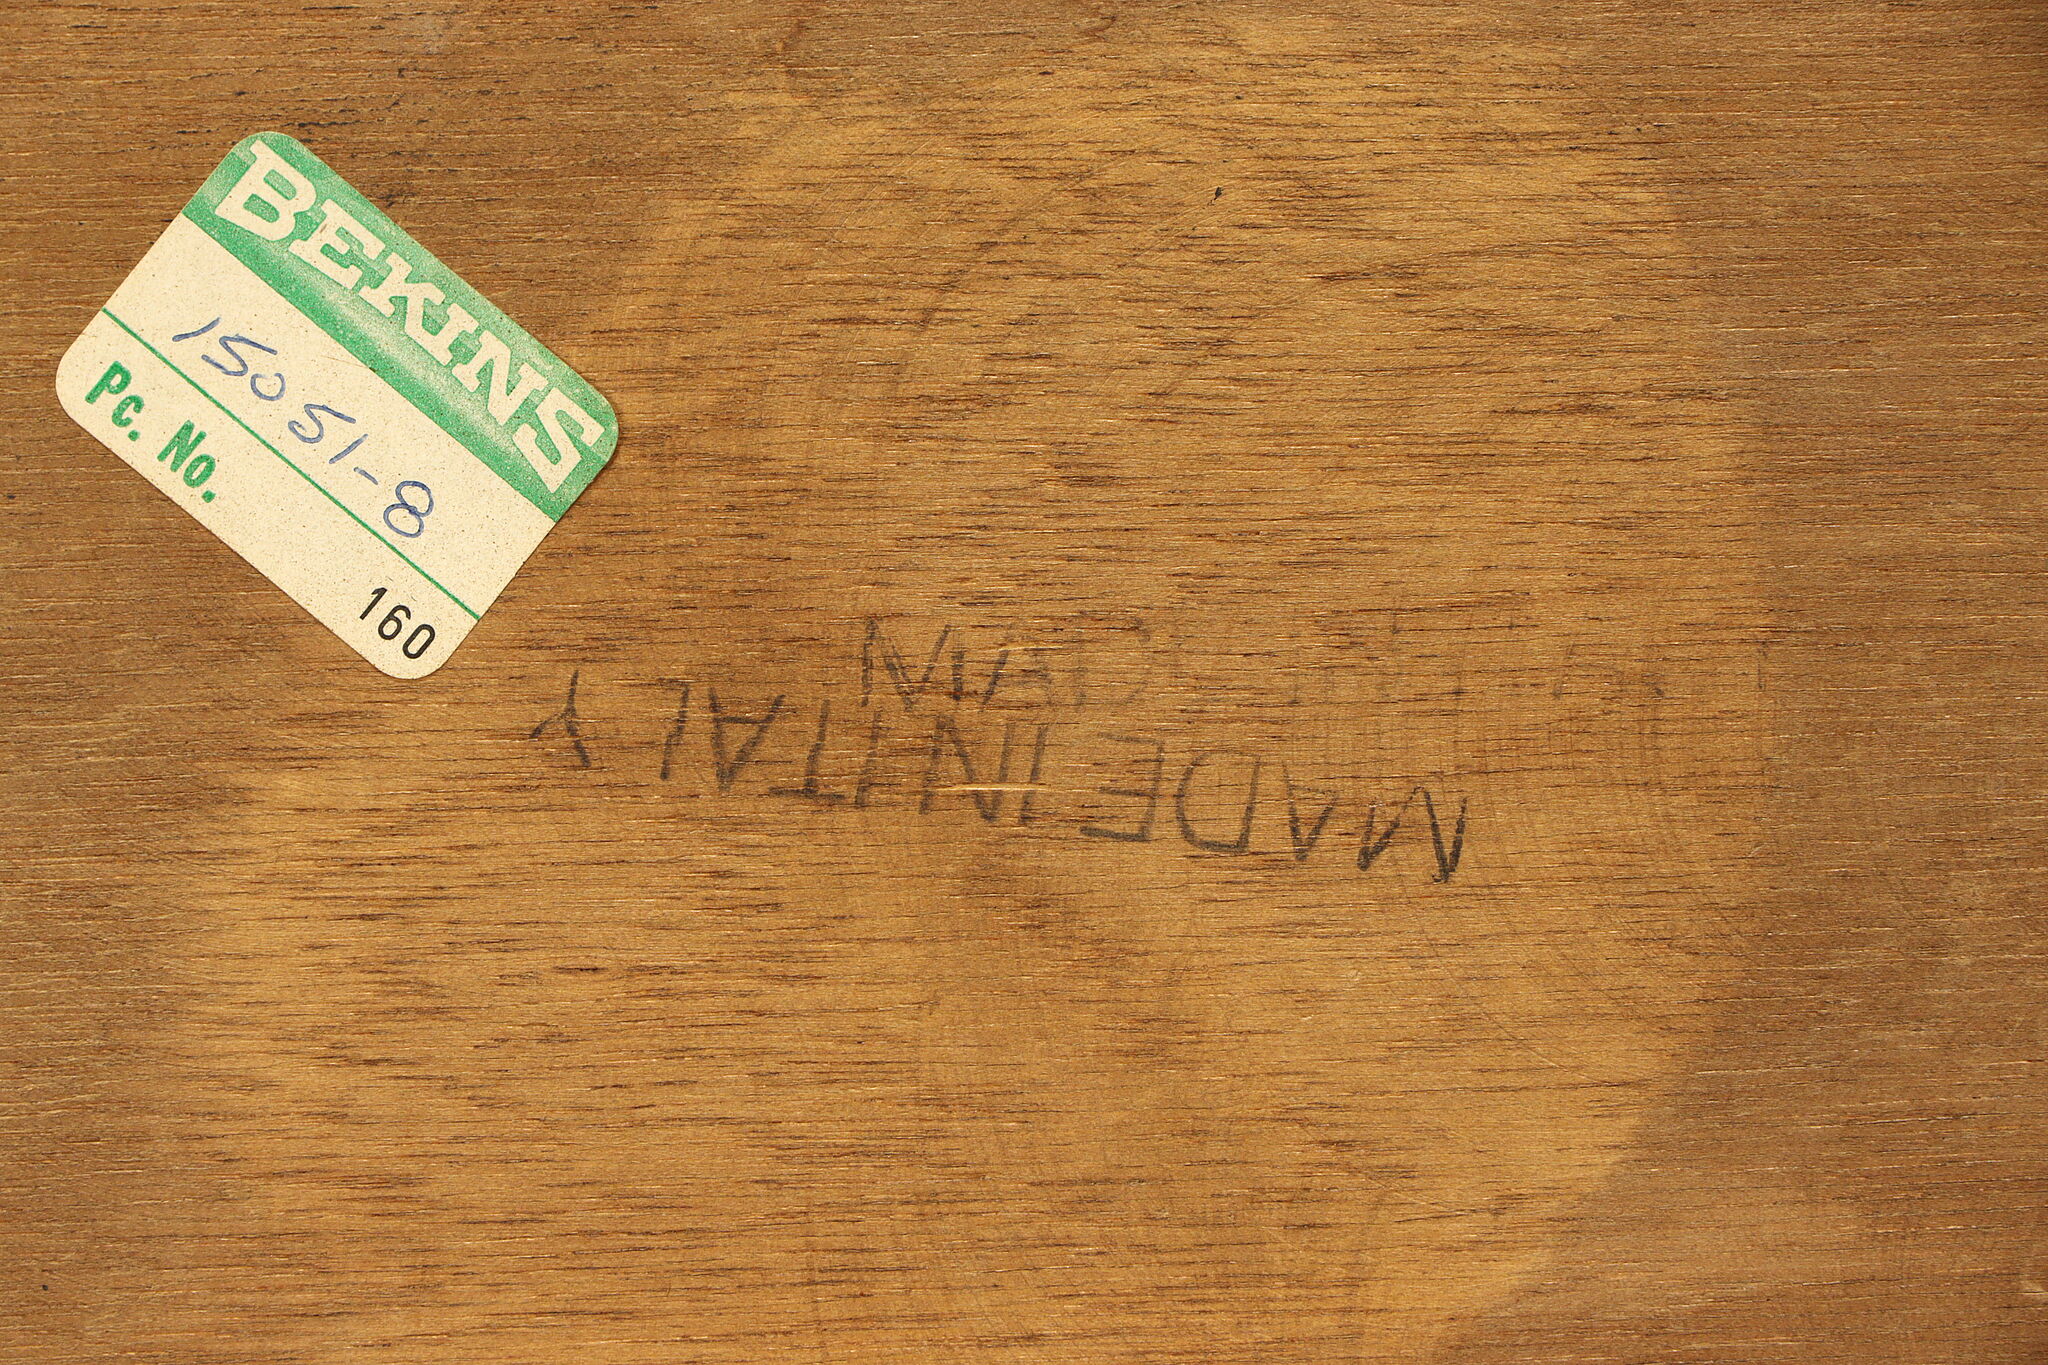 BEKINS
15051-8
Pc. No.
160
MADE IN ITALY